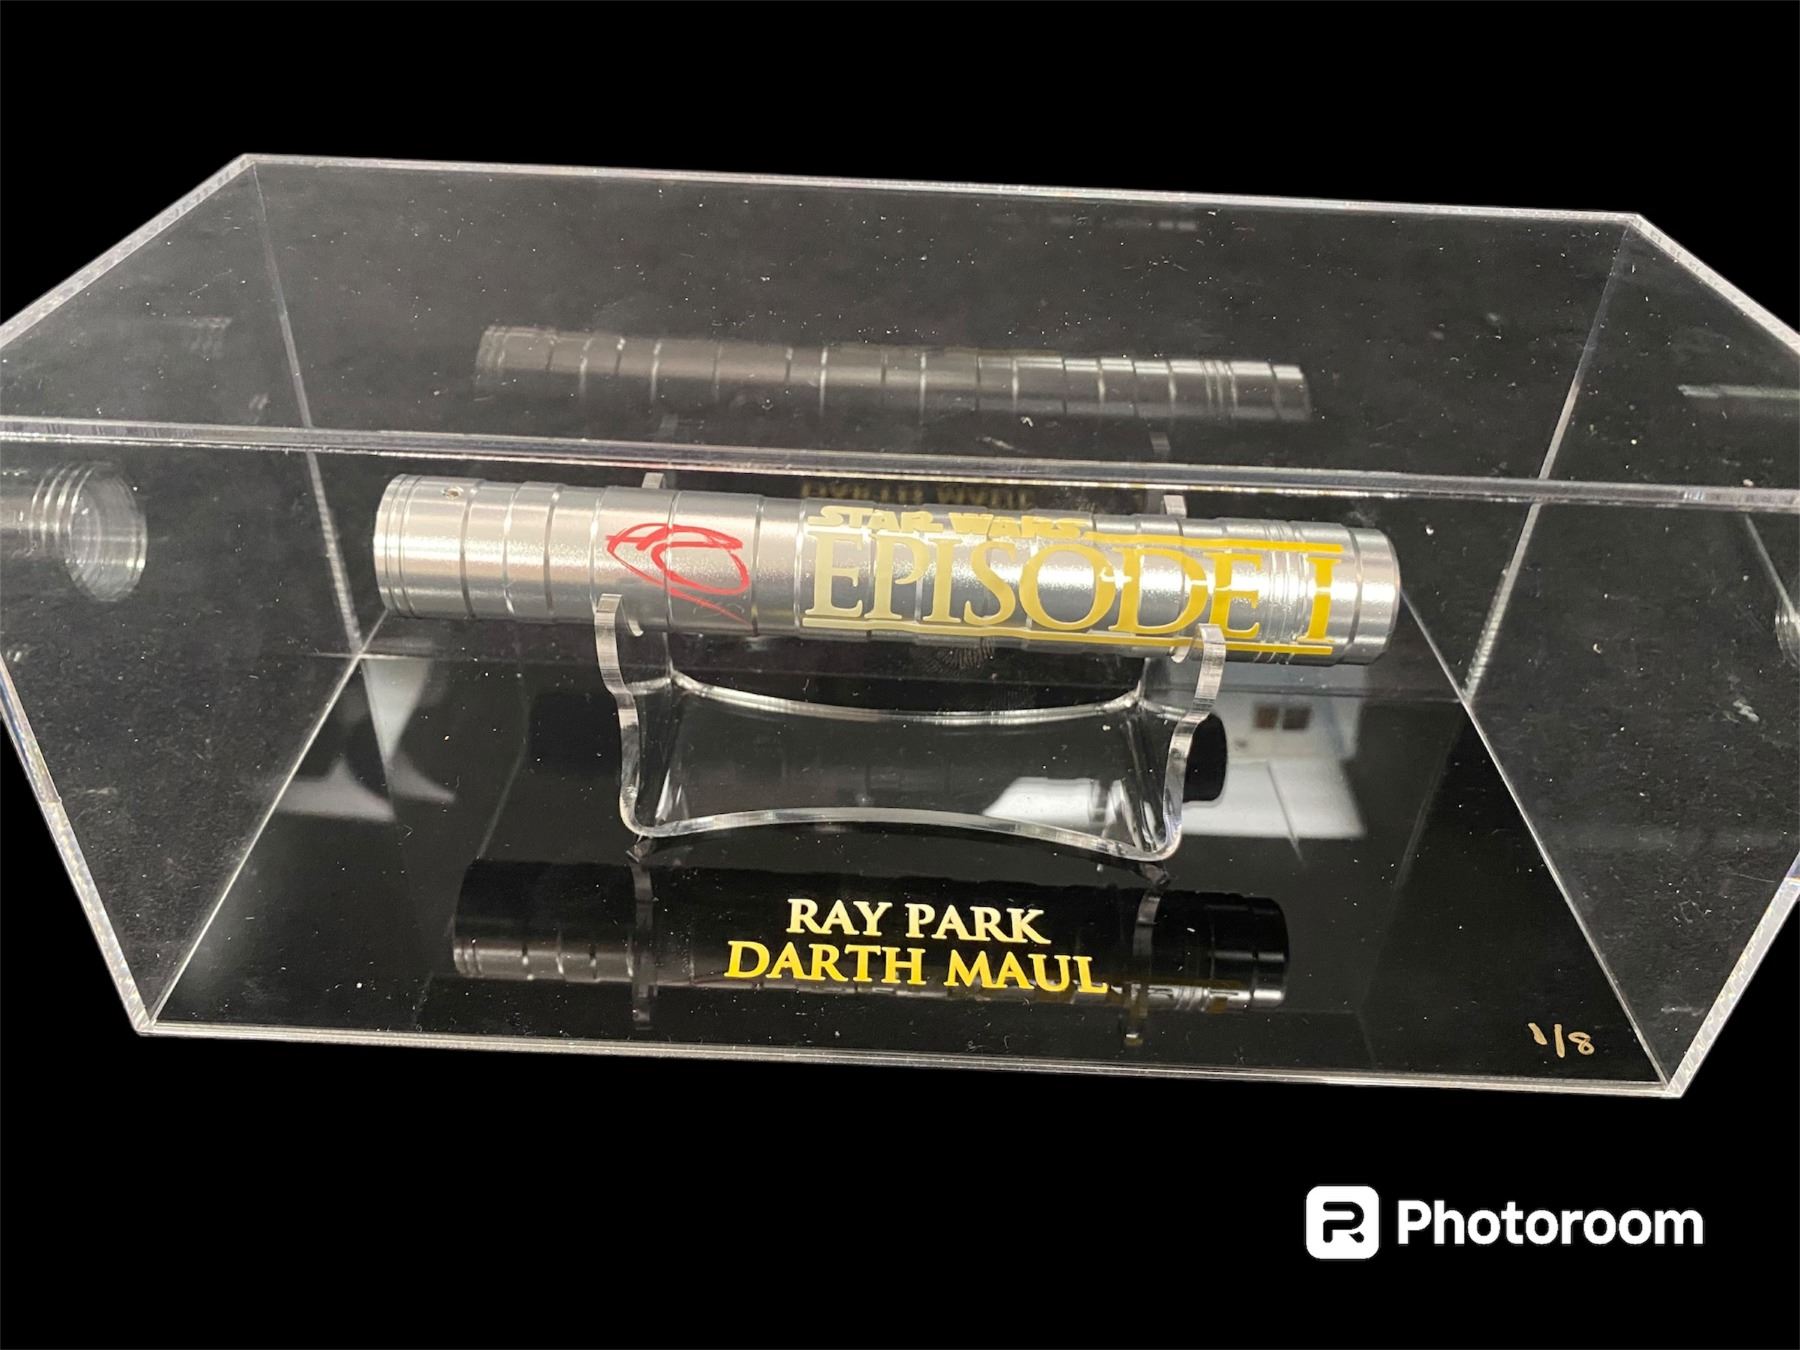 STAR WARS
EPISODE I
RAY PARK
DARTH MAUL
1/8
Photoroom